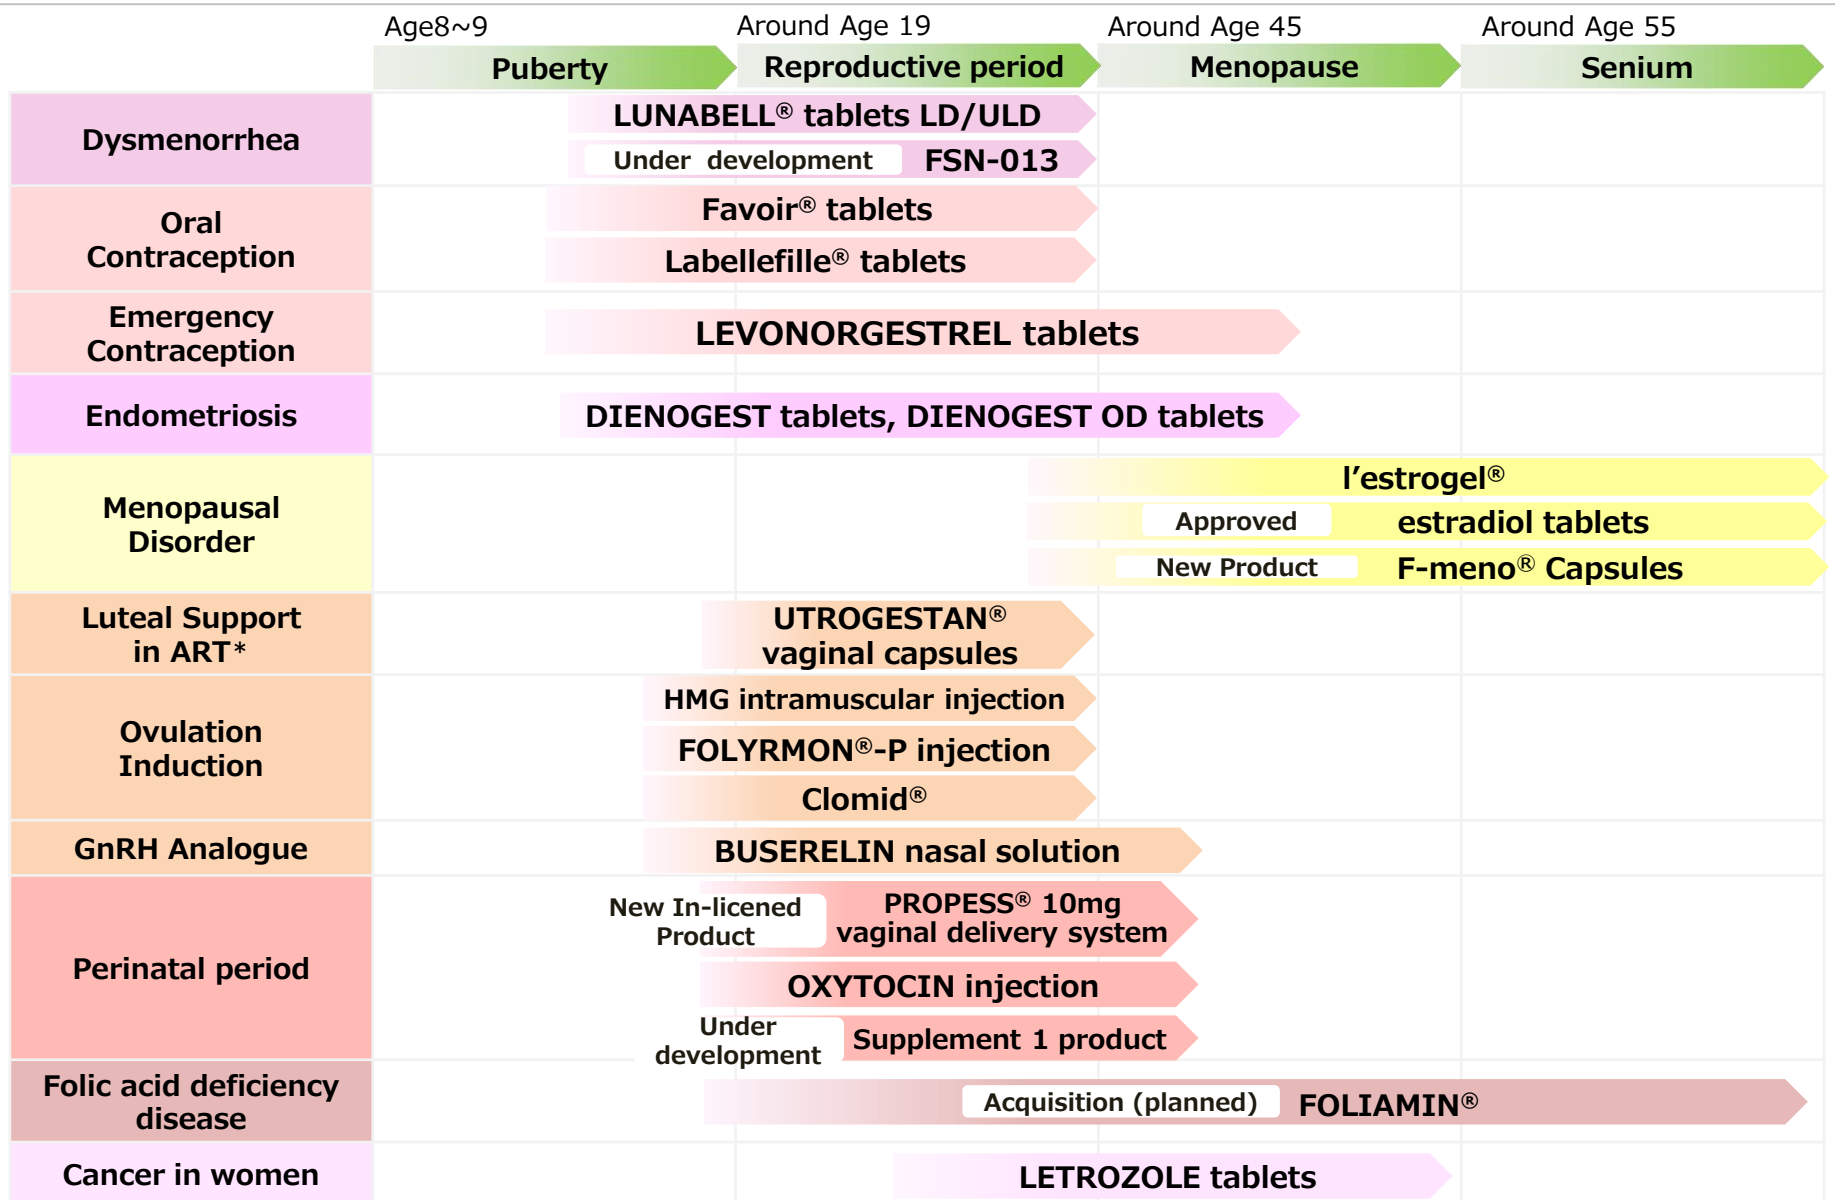 Age8~9
Around Age 19
Around Age 45
Around Age 55
Puberty
Reproductive period
Menopause
Senium
Dysmenorrhea
LUNABELL® tablets LD/ULD
Under development
FSN-013
Oral
Contraception
Favoir® tablets
Labellefille® tablets
Emergency
Contraception
LEVONORGESTREL tablets
Endometriosis
DIENOGEST tablets, DIENOGEST OD tablets
Menopausal
Disorder
l’estrogel®
Approved
estradiol tablets
New Product
F-meno® Capsules
Luteal Support
in ART*
UTROGESTAN®
vaginal capsules
Ovulation
Induction
HMG intramuscular injection
FOLYRMON®-P injection
Clomid®
GnRH Analogue
BUSERELIN nasal solution
Perinatal period
New In-licened
Product
PROPESS® 10mg
vaginal delivery system
OXYTOCIN injection
Under
development
Supplement 1 product
Folic acid deficiency
disease
Acquisition (planned)
FOLIAMIN®
Cancer in women
LETROZOLE tablets